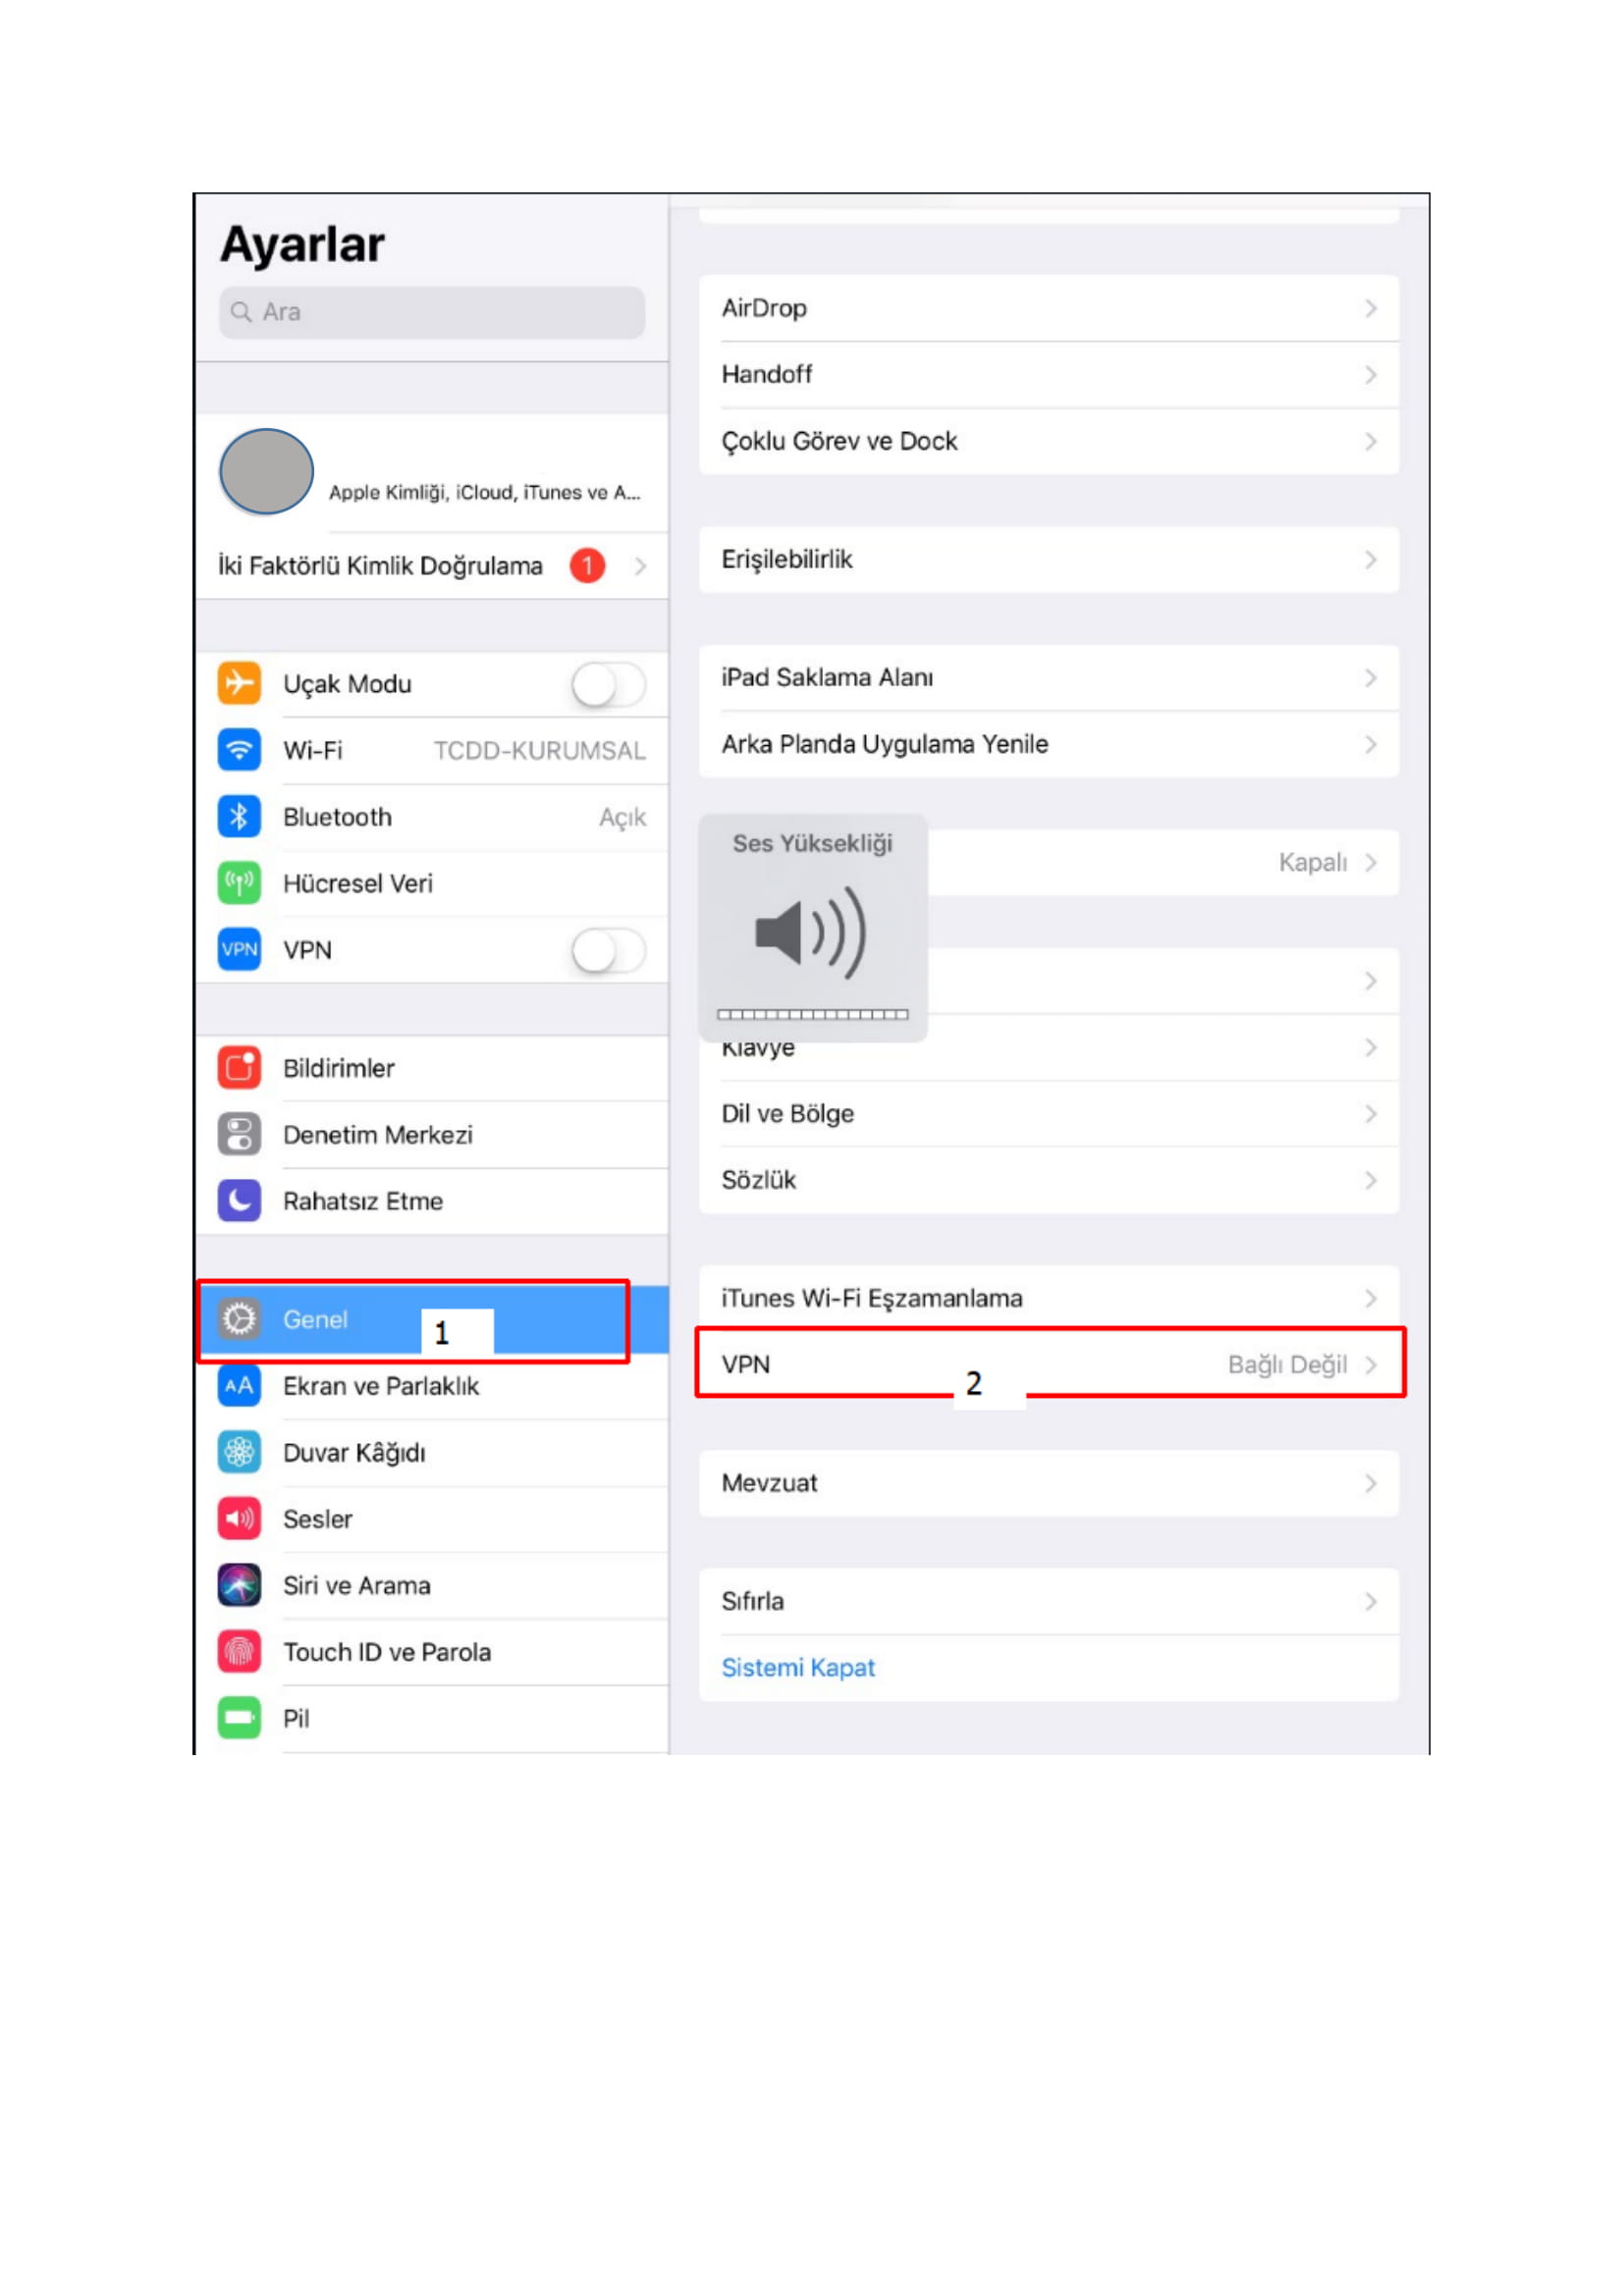 Ayarlar
Ara
Apple Kimliği, iCloud, iTunes ve A...
İki Faktörlü Kimlik Doğrulama 1
Uçak Modu
Wi-Fi TCDD-KURUMSAL
Bluetooth Açık
Hücresel Veri
VPN VPN
Bildirimler
Denetim Merkezi
Rahatsız Etme
Genel 1
AA Ekran ve Parlaklık
Duvar Kâğıdı
Sesler
Siri ve Arama
Touch ID ve Parola
Pil
AirDrop
Handoff
Çoklu Görev ve Dock
Erişilebilirlik
iPad Saklama Alanı
Arka Planda Uygulama Yenile
Ses Yüksekliği
Kapalı
Klavye
Dil ve Bölge
Sözlük
iTunes Wi-Fi Eşzamanlama
VPN 2 Bağlı Değil
Mevzuat
Sıfırla
Sistemi Kapat